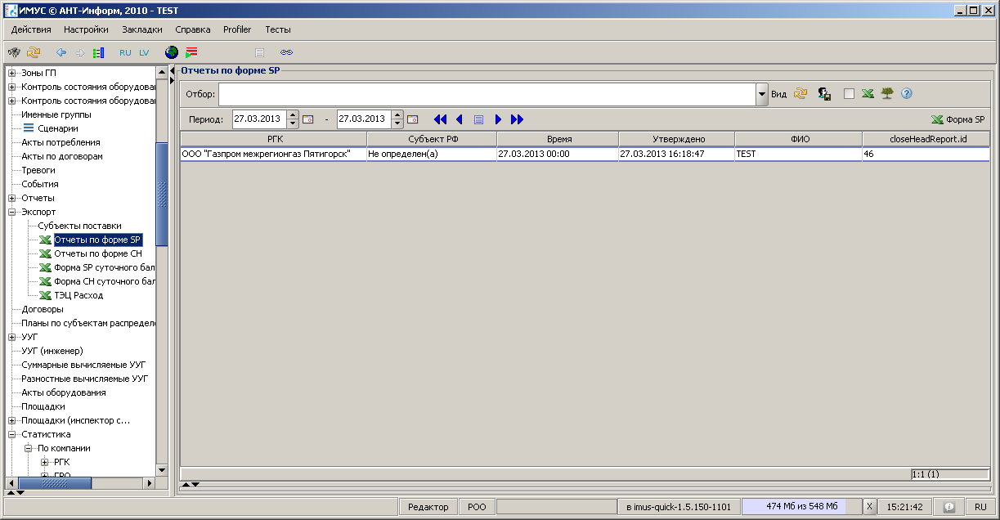 ИМУС © АНТ-Информ, 2010 - TEST
Действия Настройки Закладки Справка Profiler Тесты
RU LV
Зоны ГП
Контроль состояния оборудова
Контроль состояния оборудова
Именные группы
Сценарии
Акты потребления
Акты по договорам
Тревоги
События
Отчеты
Экспорт
Субъекты поставки
Отчеты по форме SP
Отчеты по форме CH
Форма SP суточного бал
Форма CH суточного бал
ТЭЦ Расход
Договоры
Планы по субъектам распредел
УУГ
УУГ (инженер)
Суммарные вычисляемые УУГ
Разностные вычисляемые УУГ
Акты оборудования
Площадки
Площадки (инспектор с...
Статистика
По компании
РГК
ГРО
Отчеты по форме SP
Отбор: Вид
Период: 27.03.2013 - 27.03.2013 Форма SP
РГК Субъект РФ Время Утверждено ФИО closeHeadReport.id
ООО "Газпром межрегионгаз Пятигорск" Не определен(а) 27.03.2013 00:00 27.03.2013 16:18:47 TEST 46
1:1 (1)
Редактор РОО в imus-quick-1.5.150-1101 474 Мб из 548 Мб X 15:21:42 RU